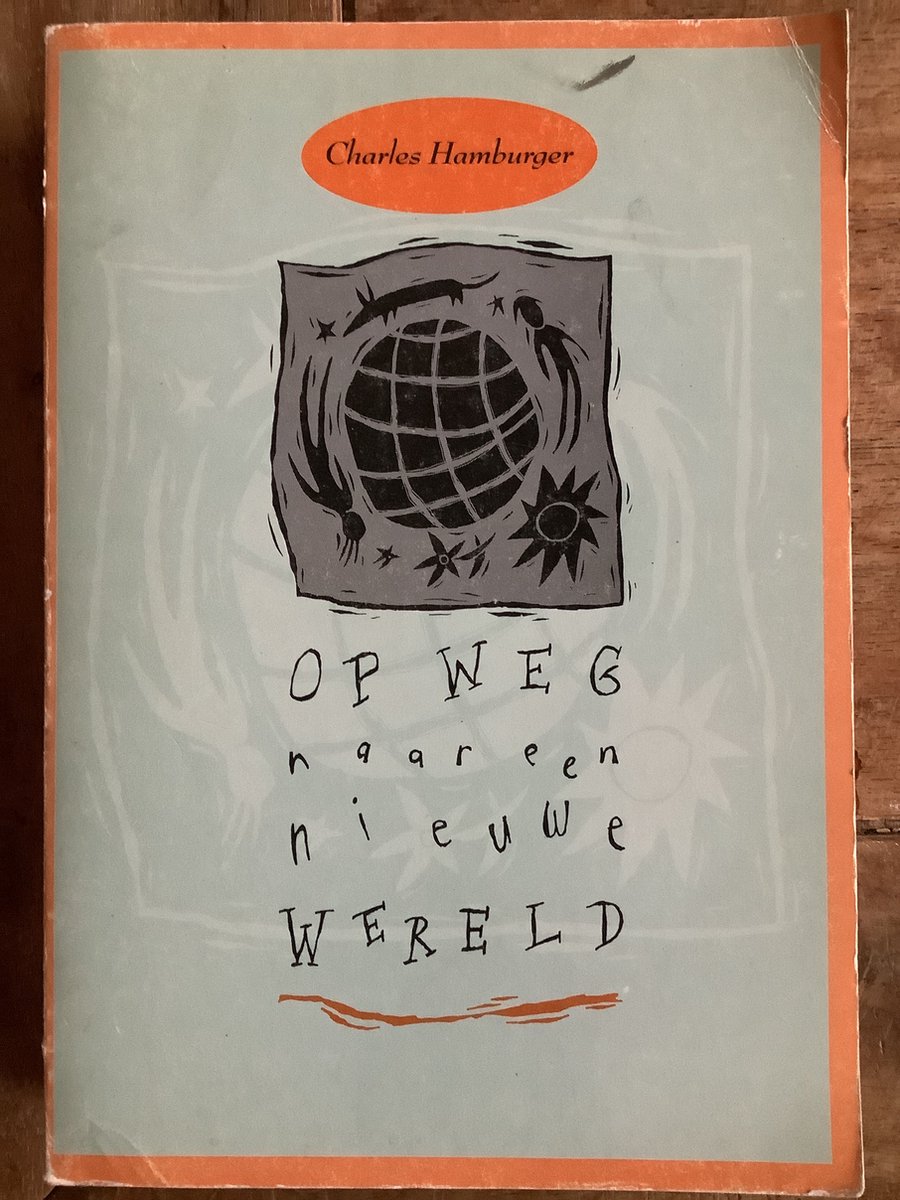 Charles Hamburger
OP WEG
naar een
nieuwe
WERELD